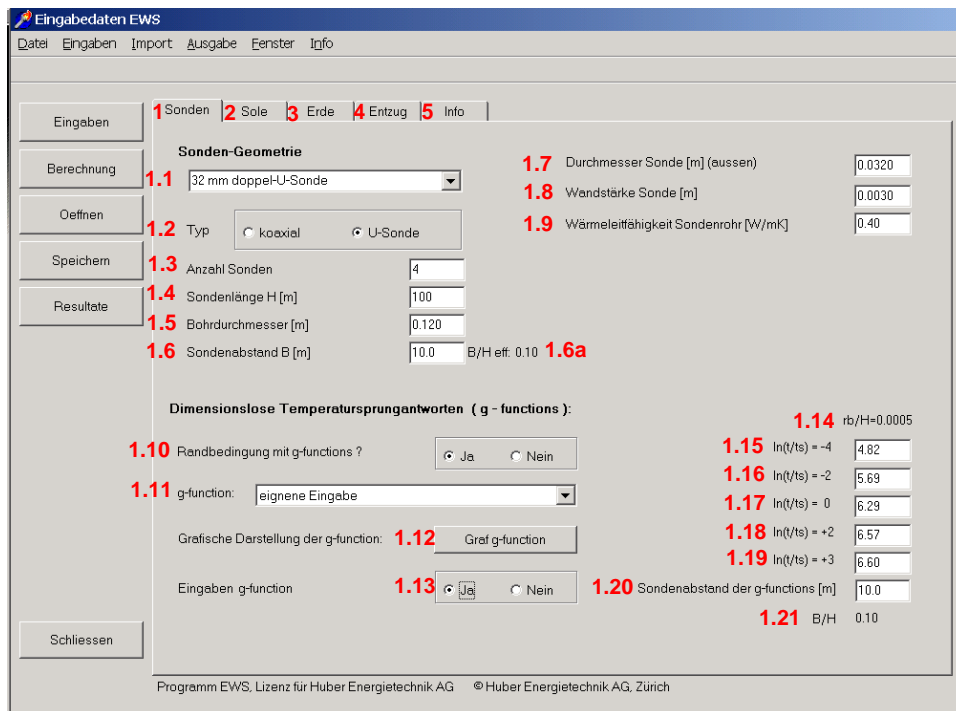 Eingabedaten EWS
Datei Eingaben Import Ausgabe Fenster Info
Eingaben
Berechnung
Oeffnen
Speichern
Resultate
Schliessen
1 Sonden 2 Sole 3 Erde 4 Entzug 5 Info
Sonden-Geometrie
1.1 32 mm doppel-U-Sonde
1.2 Typ koaxial U-Sonde
1.3 Anzahl Sonden 4
1.4 Sondenlänge H [m] 100
1.5 Bohrdurchmesser [m] 0.120
1.6 Sondenabstand B [m] 10.0 B/H eff: 0.10 1.6a
1.7 Durchmesser Sonde [m] (aussen) 0.0320
1.8 Wandstärke Sonde [m] 0.0030
1.9 Wärmeleitfähigkeit Sondenrohr [W/mK] 0.40
Dimensionslose Temperatursprungantworten ( g - functions ):
1.10 Randbedingung mit g-functions ? Ja Nein
1.11 g-function: eignene Eingabe
Grafische Darstellung der g-function: 1.12 Graf g-function
Eingaben g-function 1.13 Ja Nein
1.14 rb/H=0.0005
1.15 ln(t/ts) = -4 4.82
1.16 ln(t/ts) = -2 5.69
1.17 ln(t/ts) = 0 6.29
1.18 ln(t/ts) = +2 6.57
1.19 ln(t/ts) = +3 6.60
1.20 Sondenabstand der g-functions [m] 10.0
1.21 B/H 0.10
Programm EWS, Lizenz für Huber Energietechnik AG © Huber Energietechnik AG, Zürich